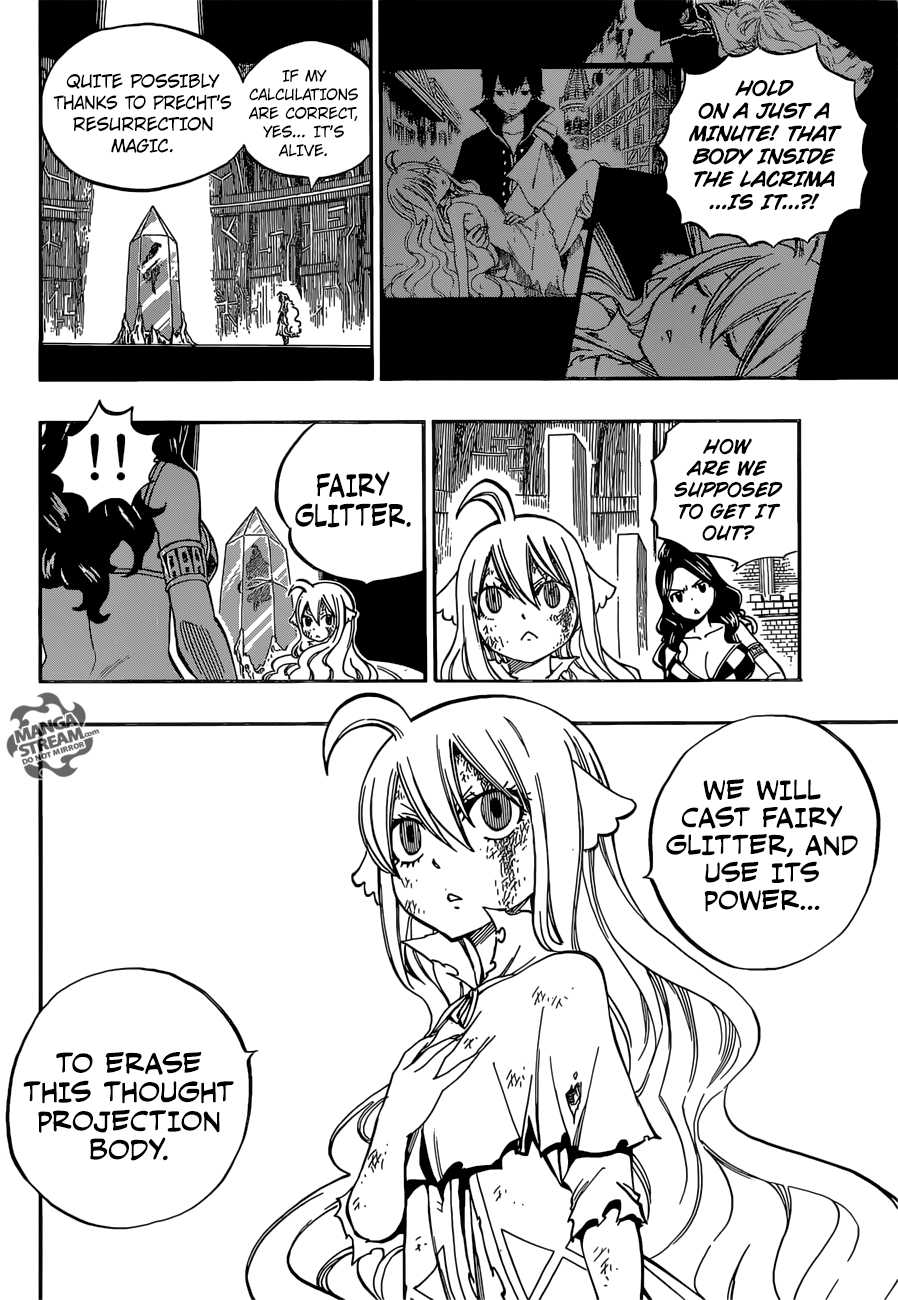 HOLD
ON A JUST A
MINUTE! THAT
BODY INSIDE
THE LACRIMA
...IS IT...?!
IF MY
CALCULATIONS
ARE CORRECT,
YES... IT'S
ALIVE.
QUITE POSSIBLY
THANKS TO PRECHT'S
RESURRECTION
MAGIC.
HOW
ARE WE
SUPPOSED
TO GET IT
OUT?
FAIRY
GLITTER.
!!
WE WILL
CAST FAIRY
GLITTER, AND
USE ITS
POWER...
TO ERASE
THIS THOUGHT
PROJECTION
BODY.
MANGA
STREAM.com
DO NOT MIRROR